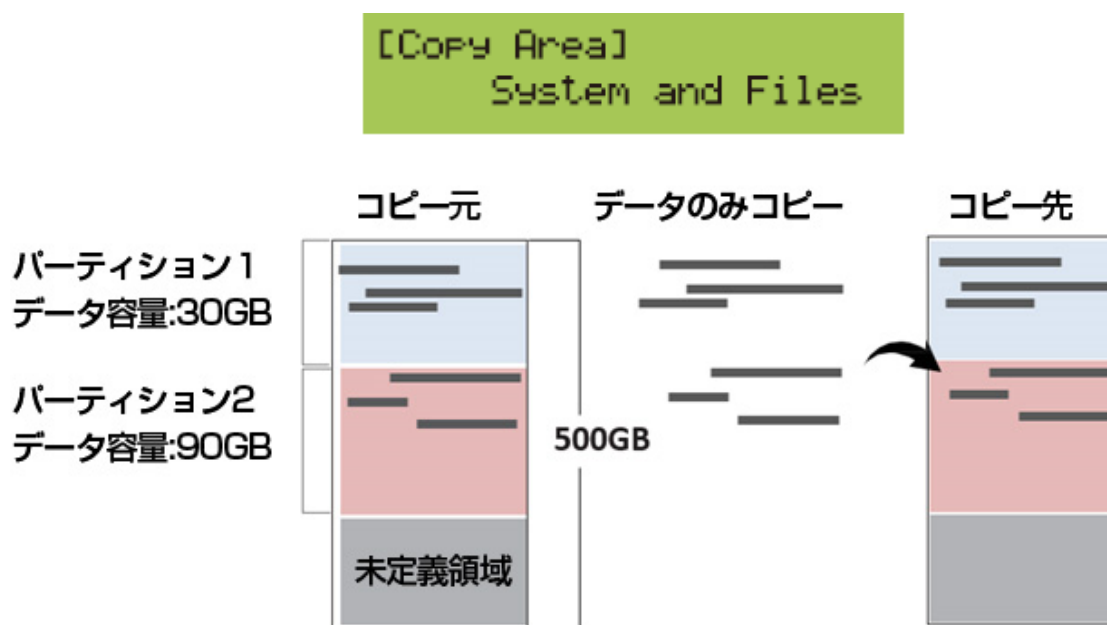 [Copy Area]
System and Files
コピー元
データのみコピー
コピー先
パーティション1
データ容量:30GB
パーティション2
データ容量:90GB
500GB
未定義領域